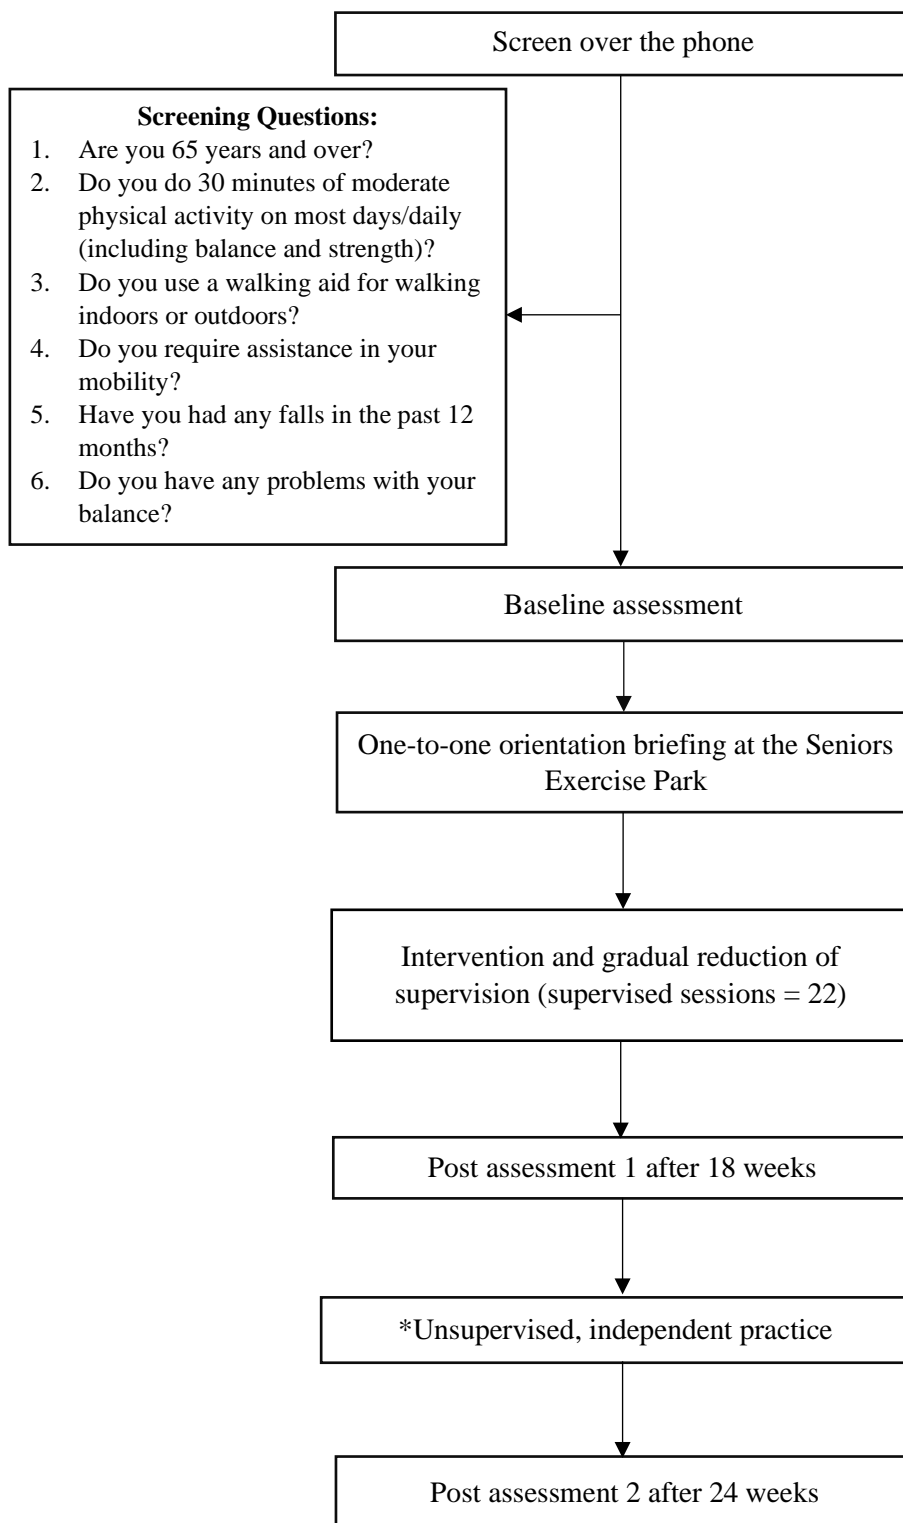 Screen over the phone
Screening Questions:
1. Are you 65 years and over?
2. Do you do 30 minutes of moderate
physical activity on most days/daily
(including balance and strength)?
3. Do you use a walking aid for walking
indoors or outdoors?
4. Do you require assistance in your
mobility?
5. Have you had any falls in the past 12
months?
6. Do you have any problems with your
balance?
Baseline assessment
One-to-one orientation briefing at the Seniors
Exercise Park
Intervention and gradual reduction of
supervision (supervised sessions = 22)
Post assessment 1 after 18 weeks
*Unsupervised, independent practice
Post assessment 2 after 24 weeks